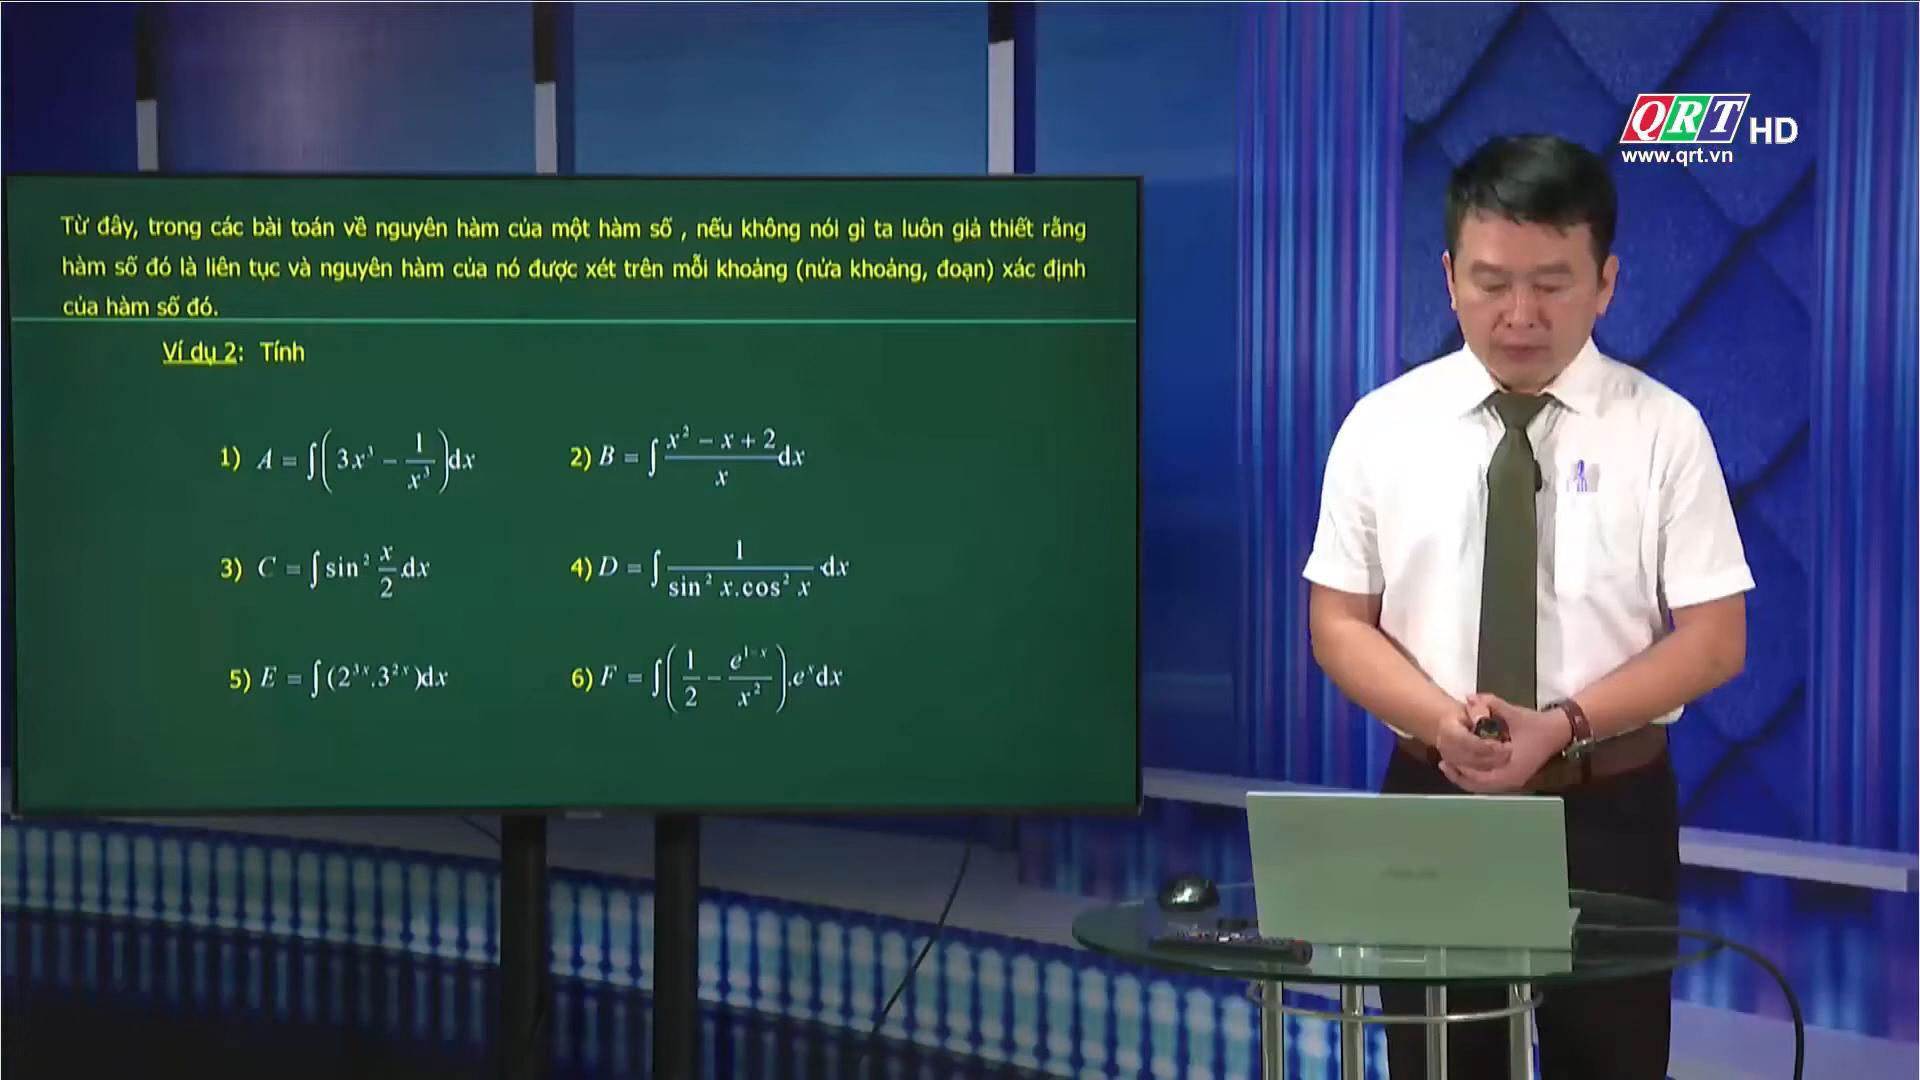 QRT HD
www.qrt.vn
Từ đây, trong các bài toán về nguyên hàm của một hàm số , nếu không nói gì ta luôn giả thiết rằng
hàm số đó là liên tục và nguyên hàm của nó được xét trên mỗi khoảng (nửa khoảng, đoạn) xác định
của hàm số đó.
Ví dụ 2: Tính
1) A = ∫(3x³ − 1/x³)dx
2) B = ∫(x² − x + 2)/x dx
3) C = ∫sin² x/2 .dx
4) D = ∫1/(sin² x.cos² x) .dx
5) E = ∫(2³ˣ.3²ˣ)dx
6) F = ∫(1/2 − e¹⁻ˣ/x²).eˣdx